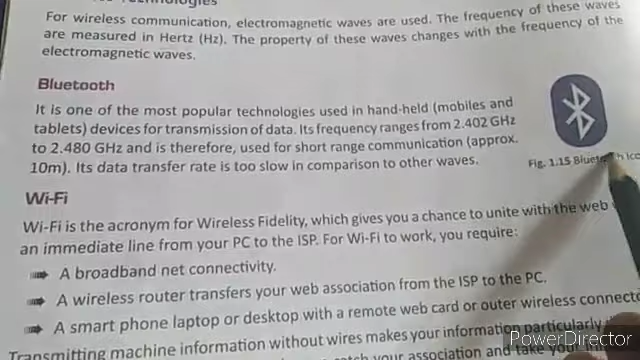 For wireless communication, electromagnetic waves are used. The frequency of these waves
are measured in Hertz (Hz). The property of these waves changes with the frequency of the
electromagnetic waves.
Bluetooth
It is one of the most popular technologies used in hand-held (mobiles and
tablets) devices for transmission of data. Its frequency ranges from 2.402 GHz
to 2.480 GHz and is therefore, used for short range communication (approx.
10m). Its data transfer rate is too slow in comparison to other waves.
Fig. 1.15
Wi-Fi
Wi-Fi is the acronym for Wireless Fidelity, which gives you a chance to unite with the web
an immediate line from your PC to the ISP. For Wi-Fi to work, you require:
A broadband net connectivity.
A wireless router transfers your web association from the ISP to the PC.
A smart phone laptop or desktop with a remote web card or outer wireless
Transmitting machine information without wires makes your information particularly
your association and take your
PowerDirector